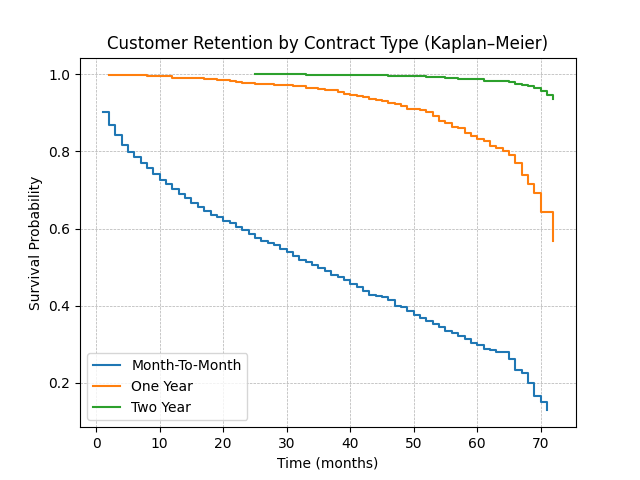 Customer Retention by Contract Type (Kaplan–Meier)
Survival Probability
1.0
0.8
0.6
0.4
0.2
Month-To-Month
One Year
Two Year
0 10 20 30 40 50 60 70
Time (months)